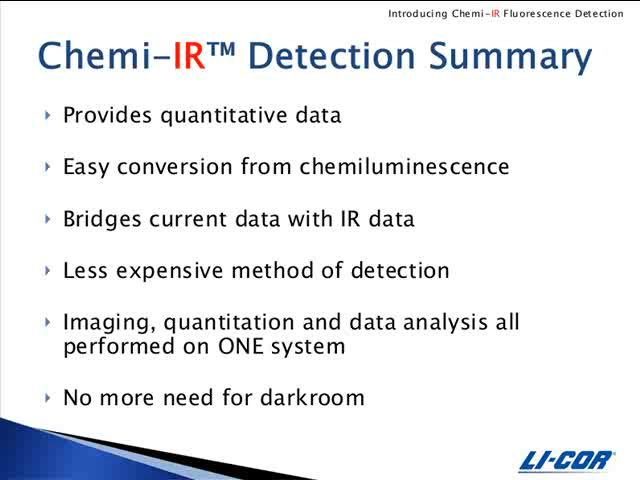 Introducing Chemi-IR Fluorescence Detection
Chemi-IR™ Detection Summary
Provides quantitative data
Easy conversion from chemiluminescence
Bridges current data with IR data
Less expensive method of detection
Imaging, quantitation and data analysis all
performed on ONE system
No more need for darkroom
LI-COR®